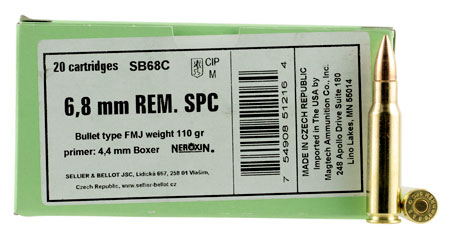 20 cartridges SB68C CIP
M
6,8 mm REM. SPC
Bullet type FMJ weight 110 gr
primer: 4,4 mm Boxer NEROXIN.
SELLIER & BELLOT JSC, Lidická 667, 258 01 Vlašim,
Czech Republic, www.sellier-bellot.cz
7 54908 51216 4
MADE IN CZECH REPUBLIC
Imported in The USA by
Magtech Ammunition Co., Inc.
248 Apollo Drive Suite 180
Lino Lakes, MN 55014